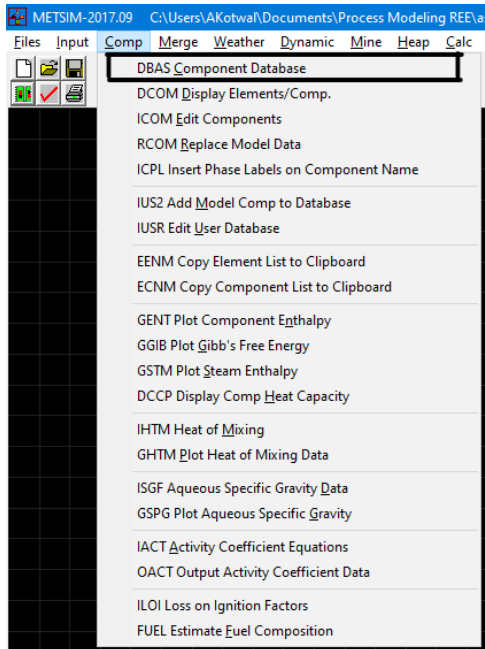 METSIM-2017.09 C:\Users\AKotwal\Documents\Process Modeling REE\a
Files Input Comp Merge Weather Dynamic Mine Heap Calc
DBAS Component Database
DCOM Display Elements/Comp.
ICOM Edit Components
RCOM Replace Model Data
ICPL Insert Phase Labels on Component Name
IUS2 Add Model Comp to Database
IUSR Edit User Database
EENM Copy Element List to Clipboard
ECNM Copy Component List to Clipboard
GENT Plot Component Enthalpy
GGIB Plot Gibb's Free Energy
GSTM Plot Steam Enthalpy
DCCP Display Comp Heat Capacity
IHTM Heat of Mixing
GHTM Plot Heat of Mixing Data
ISGF Aqueous Specific Gravity Data
GSPG Plot Aqueous Specific Gravity
IACT Activity Coefficient Equations
OACT Output Activity Coefficient Data
ILOI Loss on Ignition Factors
FUEL Estimate Fuel Composition